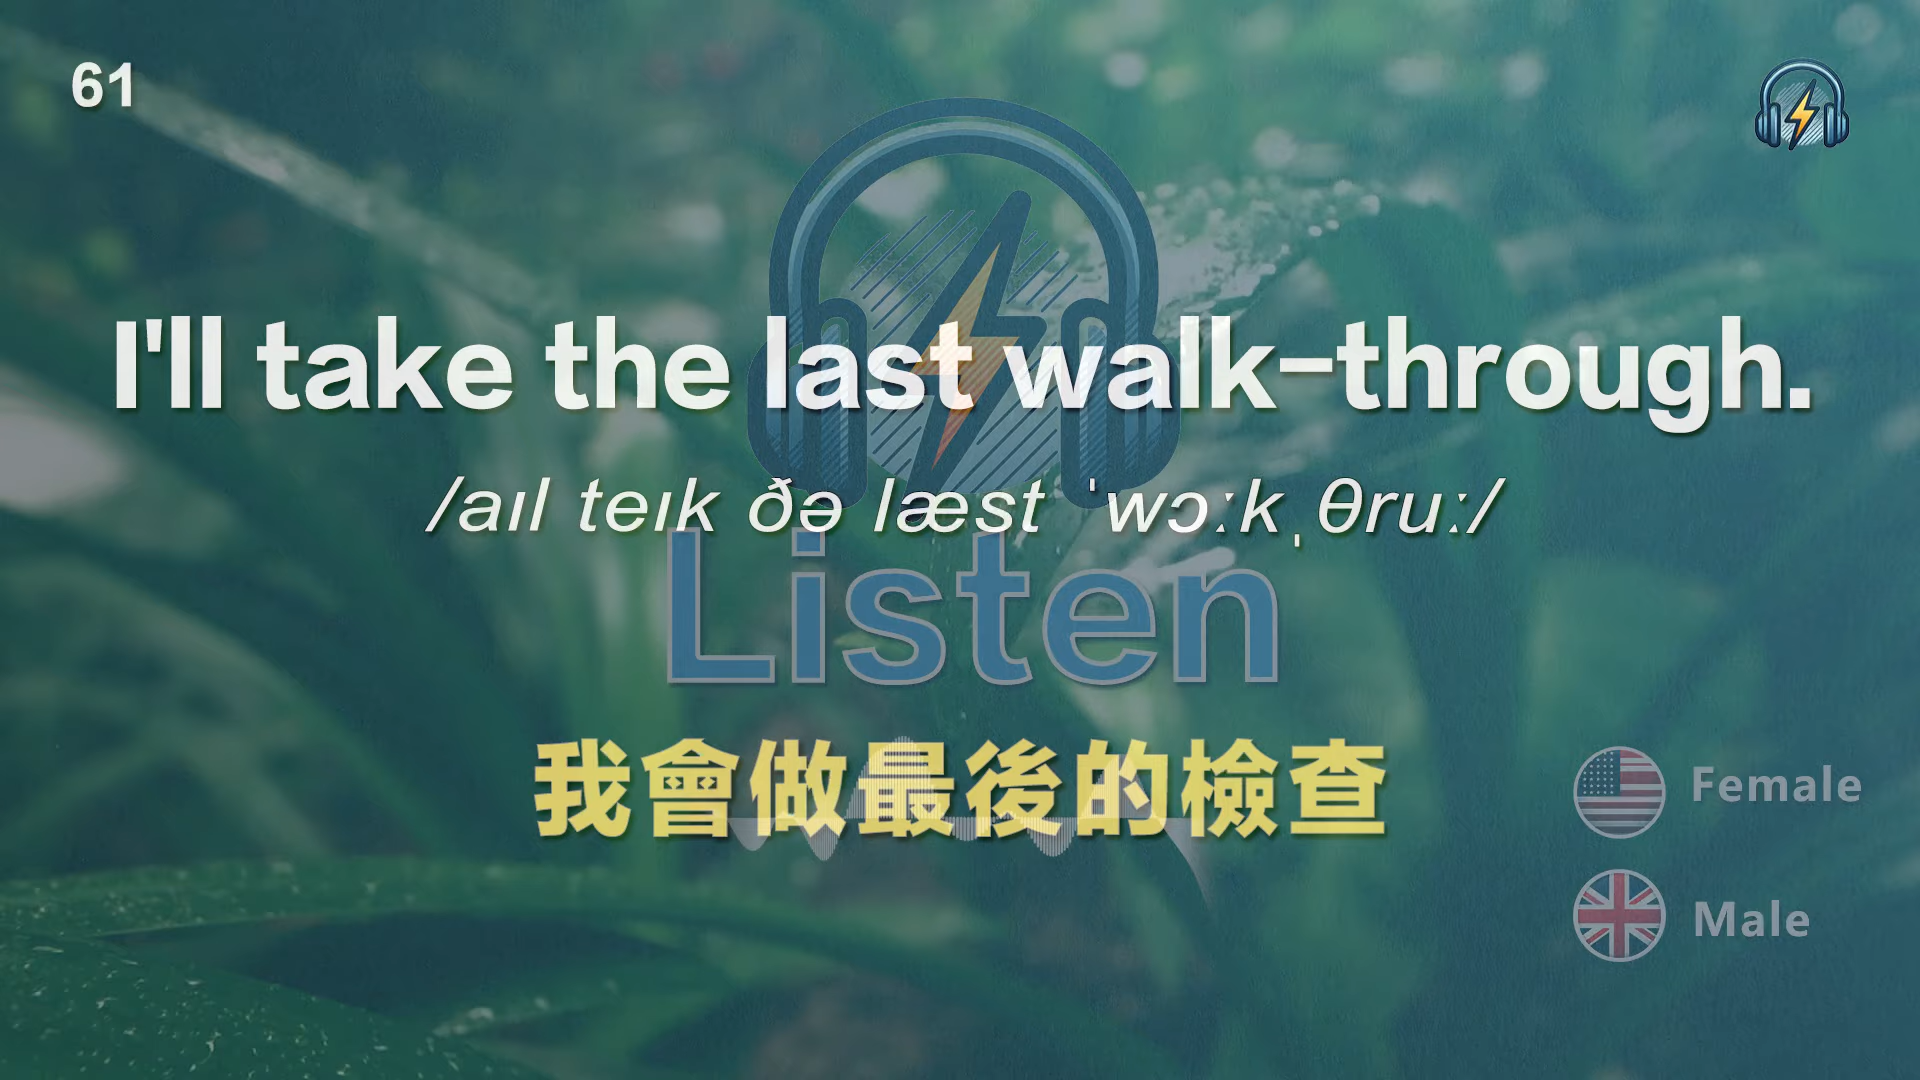 61
I'll take the last walk-through.
/aɪl teɪk ðə læst ˈwɔːkˌθruː/
Listen
我會做最後的檢查
Female
Male